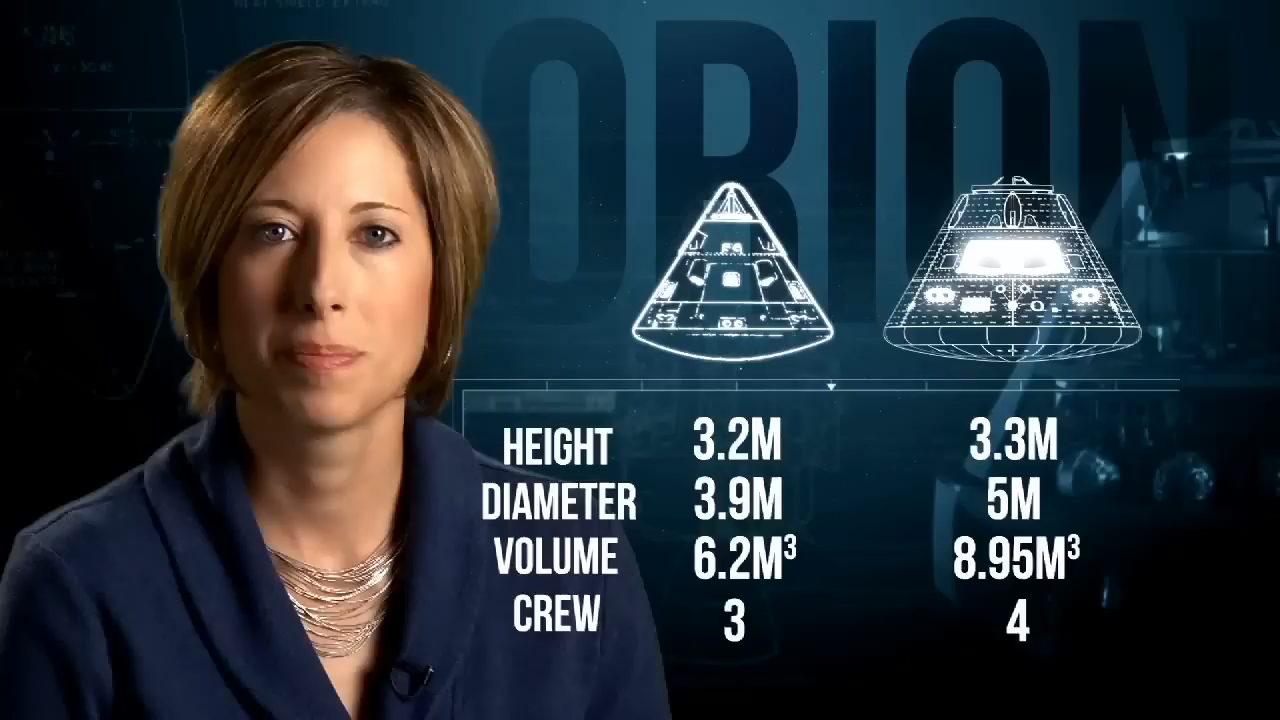 ORION
HEIGHT 3.2M 3.3M
DIAMETER 3.9M 5M
VOLUME 6.2M³ 8.95M³
CREW 3 4